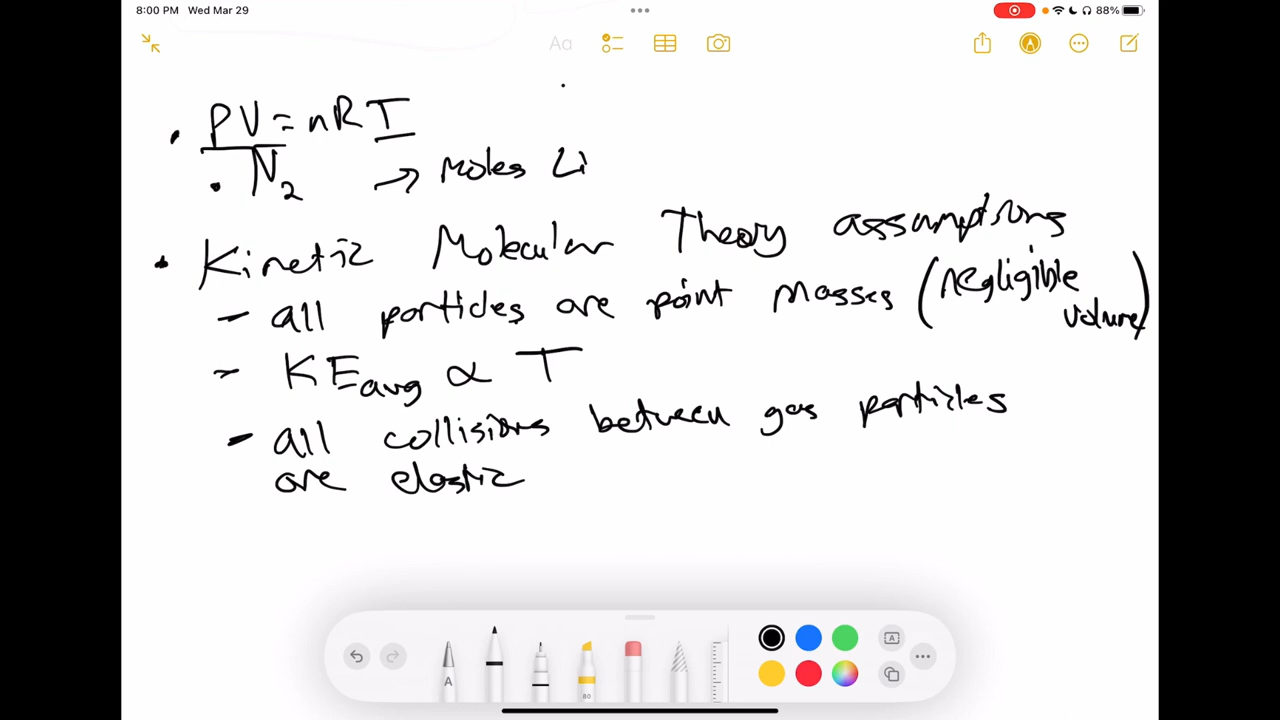 8:00 PM Wed Mar 29
88%
Aa
• PV=nRT
• N₂ → Moles Li
• Kinetic Molecular Theory assumptions
- all particles are point masses (negligible volume)
- KEavg ∝ T
- all collisions between gas particles
are elastic
A
80
A